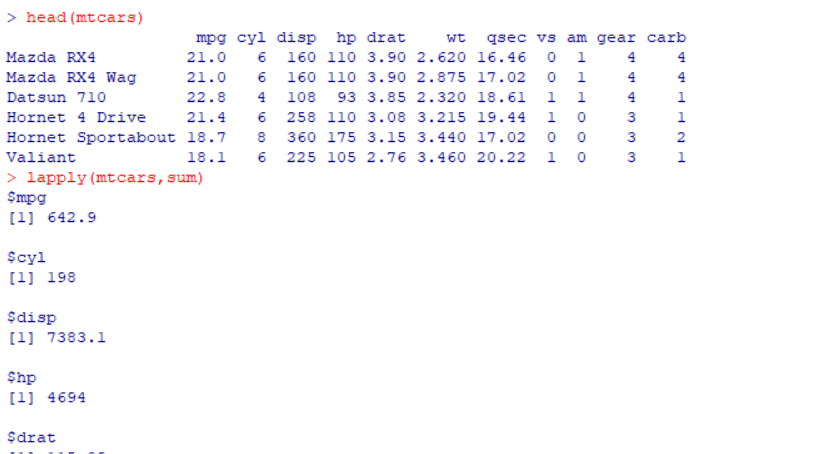 > head(mtcars)
mpg cyl disp hp drat wt qsec vs am gear carb
Mazda RX4 21.0 6 160 110 3.90 2.620 16.46 0 1 4 4
Mazda RX4 Wag 21.0 6 160 110 3.90 2.875 17.02 0 1 4 4
Datsun 710 22.8 4 108 93 3.85 2.320 18.61 1 1 4 1
Hornet 4 Drive 21.4 6 258 110 3.08 3.215 19.44 1 0 3 1
Hornet Sportabout 18.7 8 360 175 3.15 3.440 17.02 0 0 3 2
Valiant 18.1 6 225 105 2.76 3.460 20.22 1 0 3 1
> lapply(mtcars,sum)
$mpg
[1] 642.9
$cyl
[1] 198
$disp
[1] 7383.1
$hp
[1] 4694
$drat